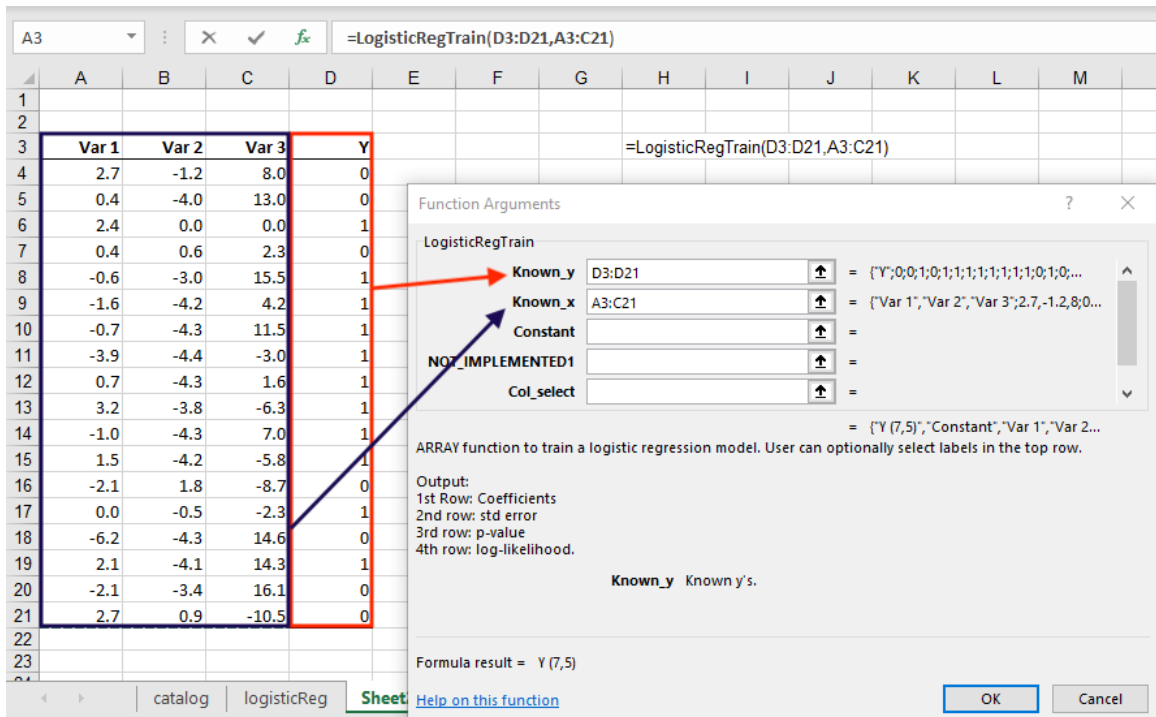 A3 fx =LogisticRegTrain(D3:D21,A3:C21)
A B C D E F G H I J K L M
1
2
3 Var 1 Var 2 Var 3 Y =LogisticRegTrain(D3:D21,A3:C21)
4 2.7 -1.2 8.0 0
5 0.4 -4.0 13.0 0
6 2.4 0.0 0.0 1
7 0.4 0.6 2.3 0
8 -0.6 -3.0 15.5 1
9 -1.6 -4.2 4.2 1
10 -0.7 -4.3 11.5 1
11 -3.9 -4.4 -3.0 1
12 0.7 -4.3 1.6 1
13 3.2 -3.8 -6.3 1
14 -1.0 -4.3 7.0 1
15 1.5 -4.2 -5.8 1
16 -2.1 1.8 -8.7 0
17 0.0 -0.5 -2.3 1
18 -6.2 -4.3 14.6 0
19 2.1 -4.1 14.3 1
20 -2.1 -3.4 16.1 0
21 2.7 0.9 -10.5 0
22
23
catalog logisticReg Sheet
Function Arguments ?
LogisticRegTrain
Known_y D3:D21 = {"Y";0;0;1;0;1;1;1;1;1;1;1;1;0;1;0;...
Known_x A3:C21 = {"Var 1","Var 2","Var 3";2.7,-1.2,8;0...
Constant =
NOT_IMPLEMENTED1 =
Col_select =
= {"Y (7,5)","Constant","Var 1","Var 2...
ARRAY function to train a logistic regression model. User can optionally select labels in the top row.
Output:
1st Row: Coefficients
2nd row: std error
3rd row: p-value
4th row: log-likelihood.
Known_y Known y's.
Formula result = Y (7,5)
Help on this function
OK Cancel